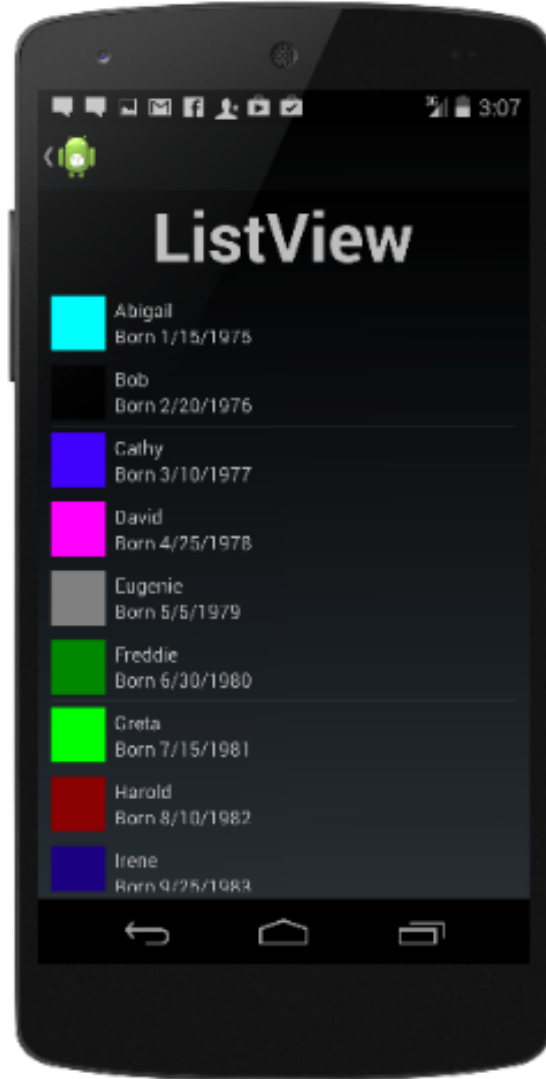 3:07
ListView
Abigail
Born 1/15/1975
Bob
Born 2/20/1976
Cathy
Born 3/10/1977
David
Born 4/25/1978
Eugenie
Born 5/5/1979
Freddie
Born 6/30/1980
Greta
Born 7/15/1981
Harold
Born 8/10/1982
Irene
Born 9/25/1983